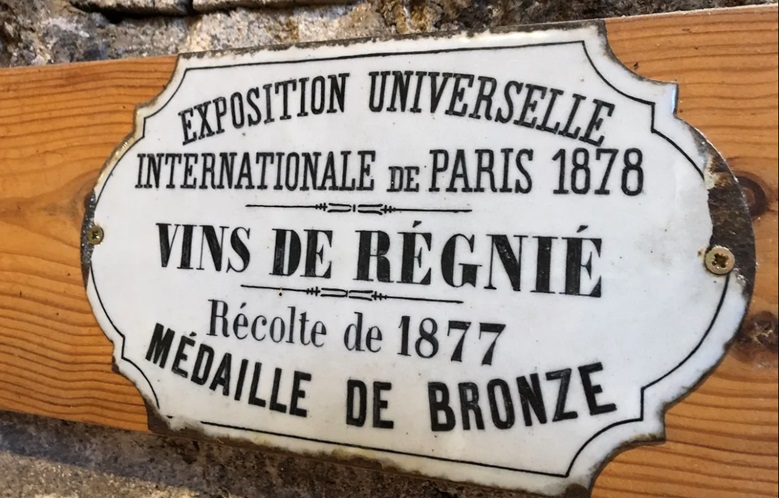 EXPOSITION UNIVERSELLE
INTERNATIONALE DE PARIS 1878
VINS DE RÉGNIÉ
Récolte de 1877
MÉDAILLE DE BRONZE